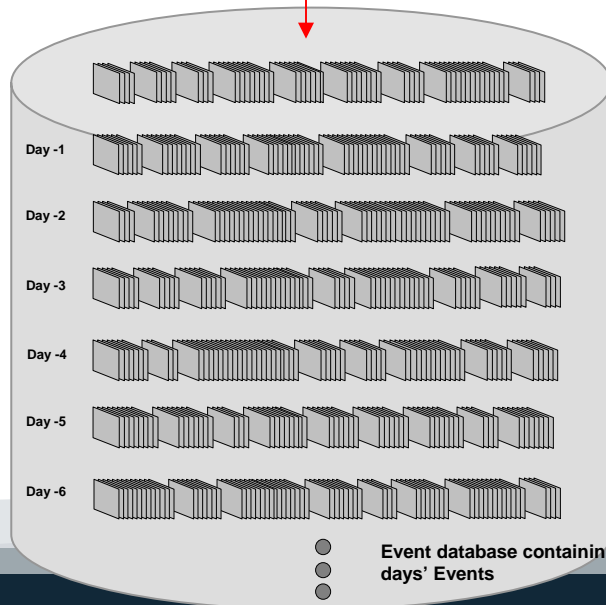 Day -1
Day -2
Day -3
Day -4
Day -5
Day -6
Event database containin
days' Events